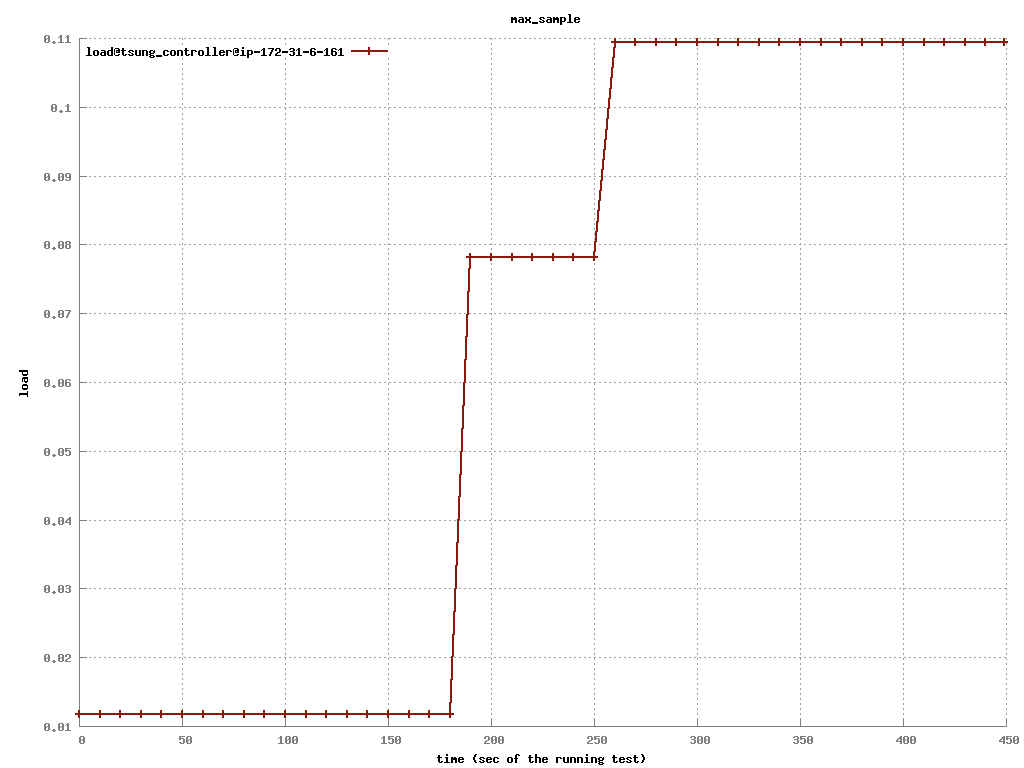 max_sample
load@tsung_controller@ip-172-31-6-161
0.11
0.1
0.09
0.08
0.07
0.06
0.05
0.04
0.03
0.02
0.01
load
0 50 100 150 200 250 300 350 400 450
time (sec of the running test)